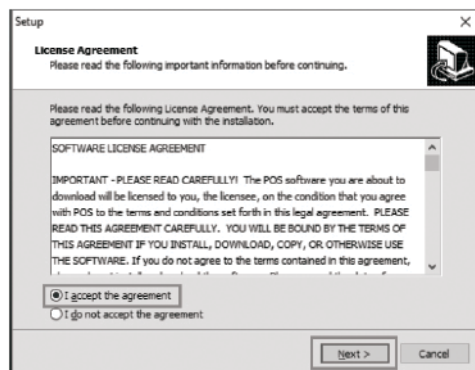 Setup
License Agreement
Please read the following important information before continuing.
Please read the following License Agreement. You must accept the terms of this
agreement before continuing with the installation.
SOFTWARE LICENSE AGREEMENT
IMPORTANT - PLEASE READ CAREFULLY! The POS software you are about to
download will be licensed to you, the licensee, on the condition that you agree
with POS to the terms and conditions set forth in this legal agreement. PLEASE
READ THIS AGREEMENT CAREFULLY. YOU WILL BE BOUND BY THE TERMS OF
THIS AGREEMENT IF YOU INSTALL, DOWNLOAD, COPY, OR OTHERWISE USE
THE SOFTWARE. If you do not agree to the terms contained in this agreement,
I accept the agreement
I do not accept the agreement
Next >
Cancel